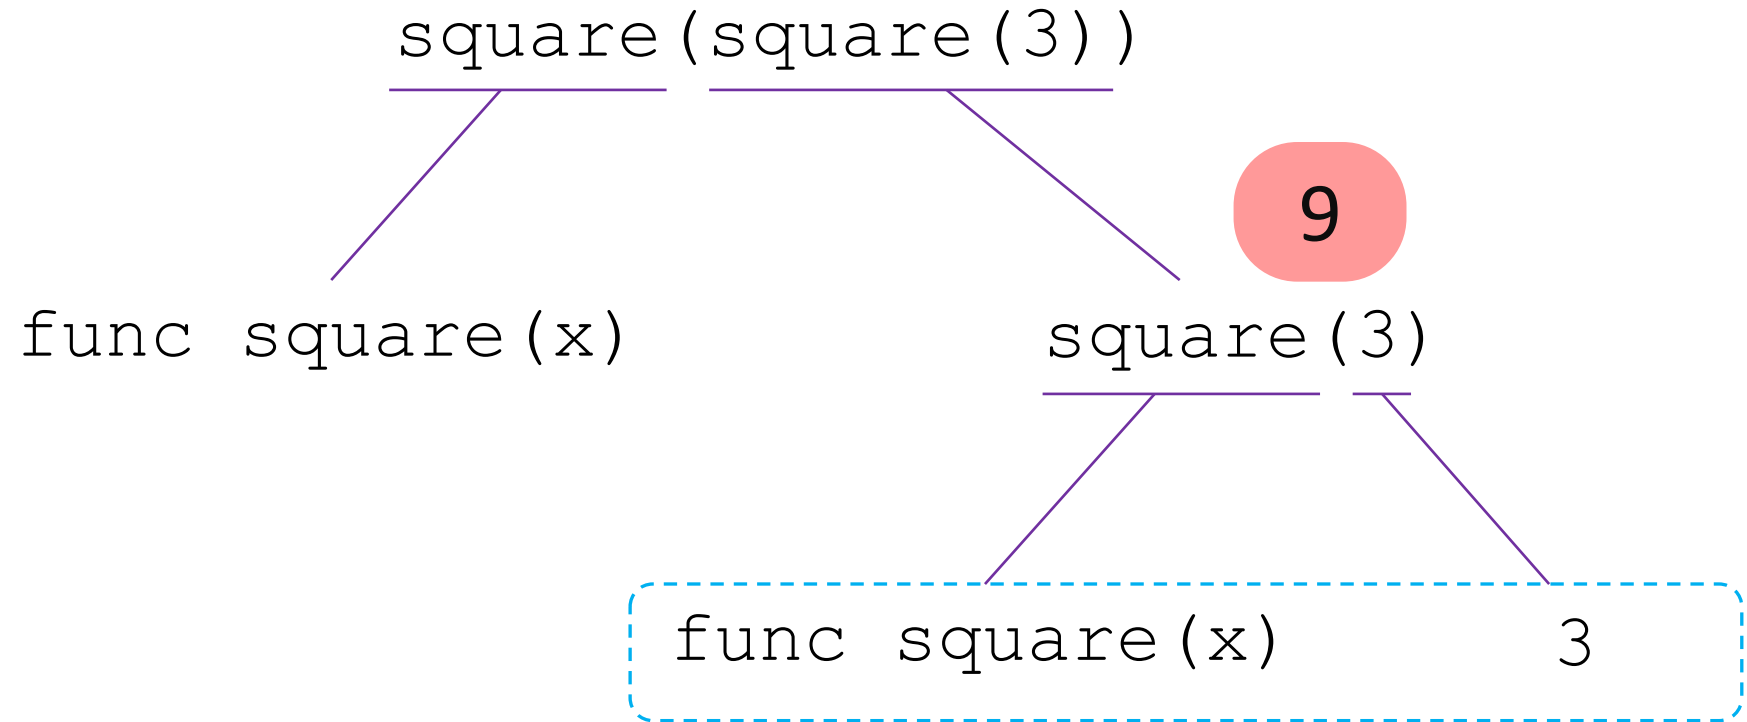 square(square(3))
9
func square(x)
square(3)
func square(x)
3